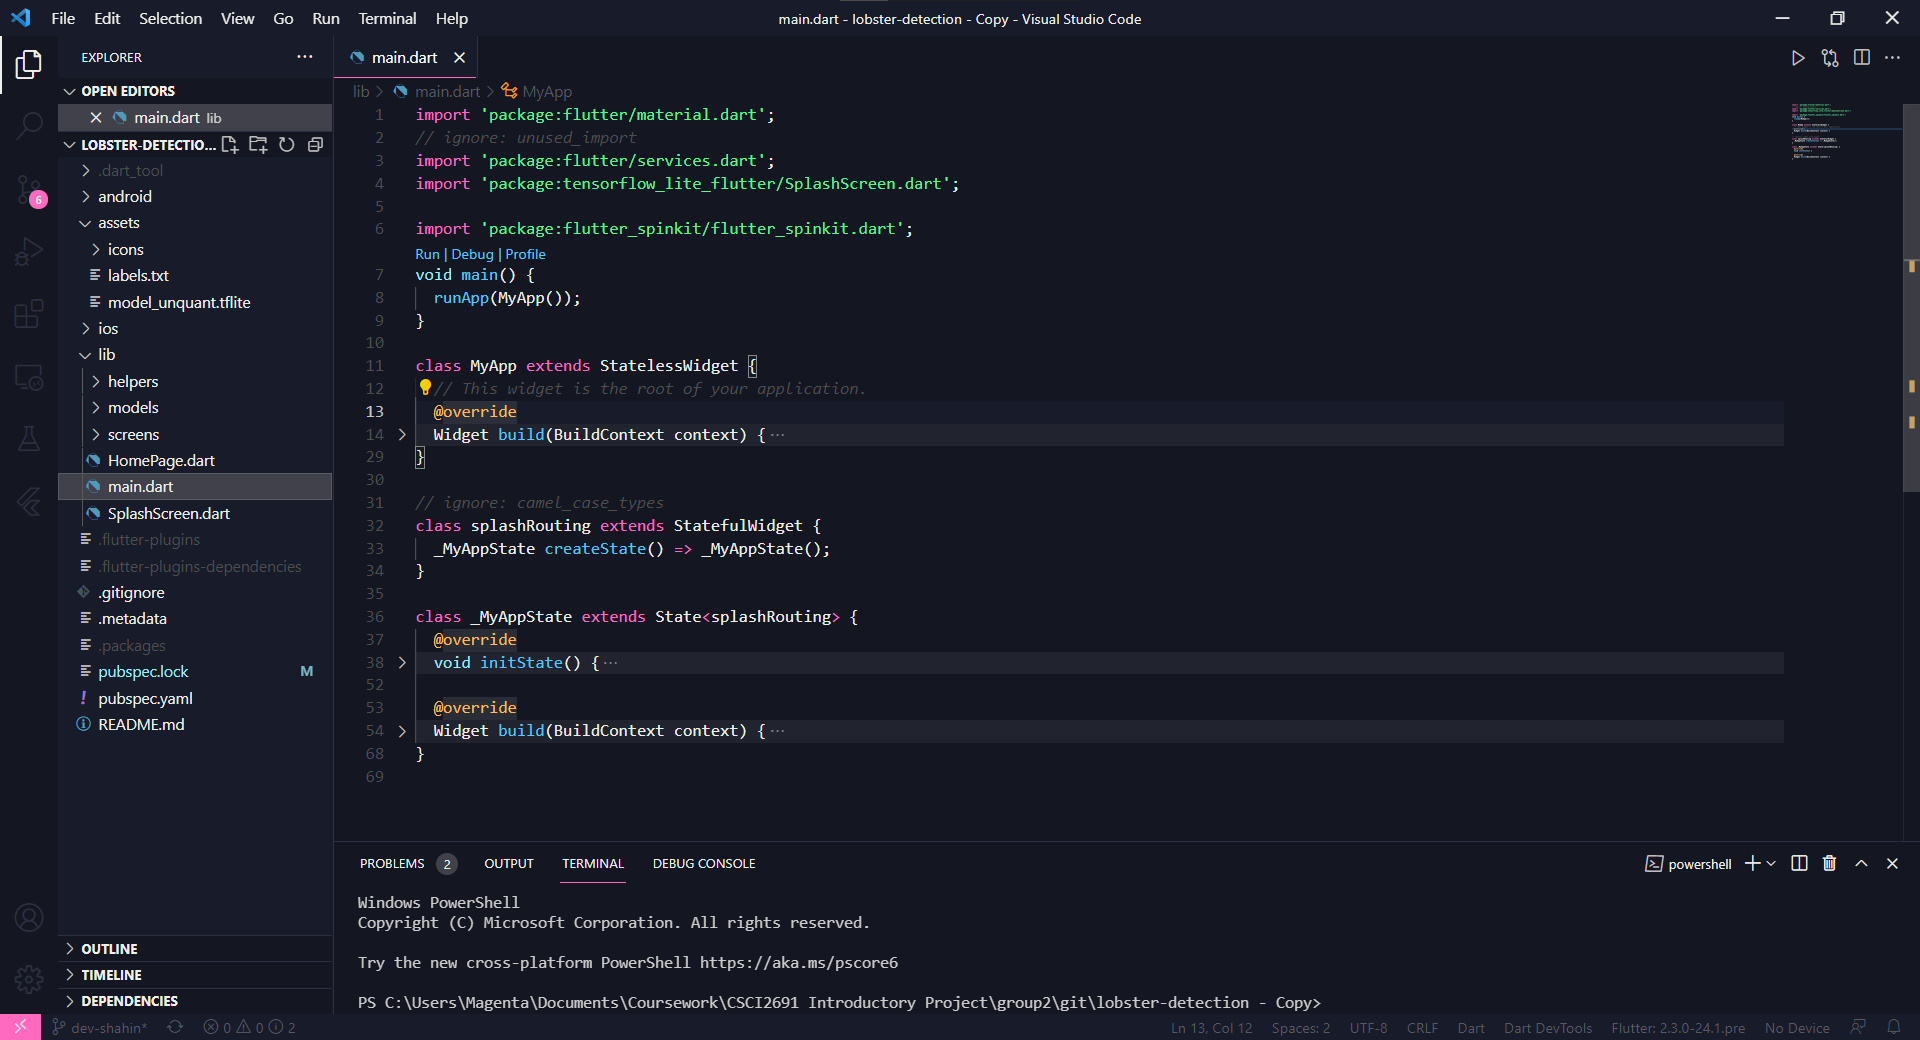 File Edit Selection View Go Run Terminal Help
main.dart - lobster-detection - Copy - Visual Studio Code
EXPLORER
OPEN EDITORS
main.dart lib
LOBSTER-DETECTIO...
.dart_tool
android
assets
icons
labels.txt
model_unquant.tflite
ios
lib
helpers
models
screens
HomePage.dart
main.dart
SplashScreen.dart
.flutter-plugins
.flutter-plugins-dependencies
.gitignore
.metadata
.packages
pubspec.lock M
pubspec.yaml
README.md
OUTLINE
TIMELINE
DEPENDENCIES
6
main.dart
lib > main.dart > MyApp
1 import 'package:flutter/material.dart';
2 // ignore: unused_import
3 import 'package:flutter/services.dart';
4 import 'package:tensorflow_lite_flutter/SplashScreen.dart';
5
6 import 'package:flutter_spinkit/flutter_spinkit.dart';
Run | Debug | Profile
7 void main() {
8 runApp(MyApp());
9 }
10
11 class MyApp extends StatelessWidget {
12 // This widget is the root of your application.
13 @override
14 Widget build(BuildContext context) {···
29 }
30
31 // ignore: camel_case_types
32 class splashRouting extends StatefulWidget {
33 _MyAppState createState() => _MyAppState();
34 }
35
36 class _MyAppState extends State<splashRouting> {
37 @override
38 void initState() {···
52
53 @override
54 Widget build(BuildContext context) {···
68 }
69
PROBLEMS 2 OUTPUT TERMINAL DEBUG CONSOLE
powershell
Windows PowerShell
Copyright (C) Microsoft Corporation. All rights reserved.
Try the new cross-platform PowerShell https://aka.ms/pscore6
PS C:\Users\Magenta\Documents\Coursework\CSCI2691 Introductory Project\group2\git\lobster-detection - Copy>
dev-shahin* 0 0 2
Ln 13, Col 12 Spaces: 2 UTF-8 CRLF Dart Dart DevTools Flutter: 2.3.0-24.1.pre No Device